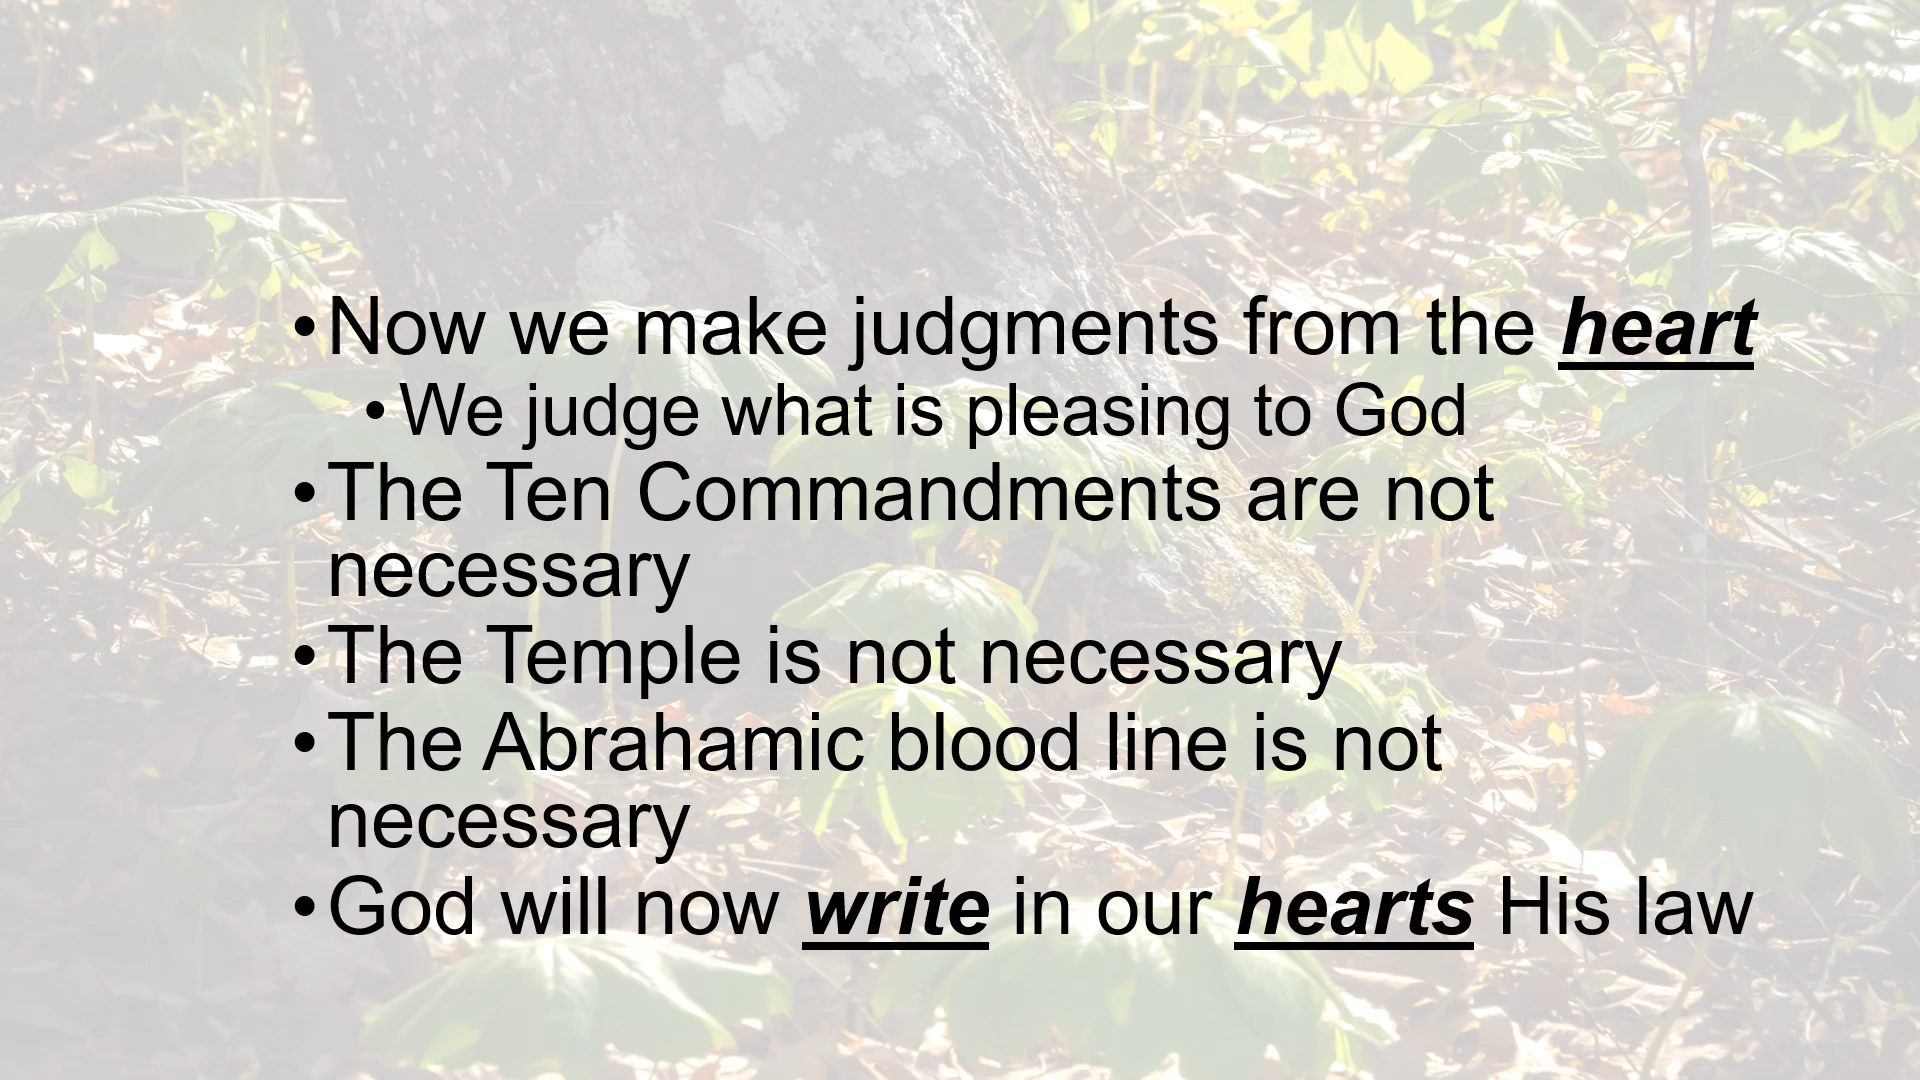 •Now we make judgments from the heart
•We judge what is pleasing to God
•The Ten Commandments are not
necessary
•The Temple is not necessary
•The Abrahamic blood line is not
necessary
•God will now write in our hearts His law